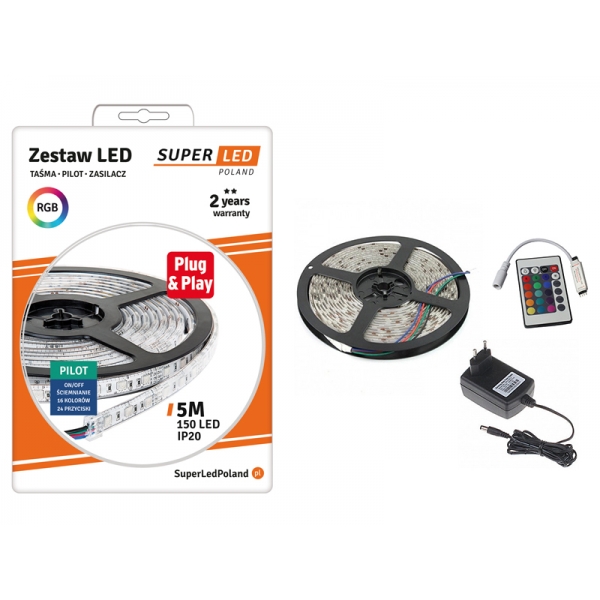 Zestaw LED
TAŚMA • PILOT • ZASILACZ
SUPER LED
POLAND
RGB
2 years
warranty
Plug
& Play
PILOT
ON/OFF
ŚCIEMNIANIE
16 KOLORÓW
24 PRZYCISKI
5M
150 LED
IP20
SuperLedPoland pl